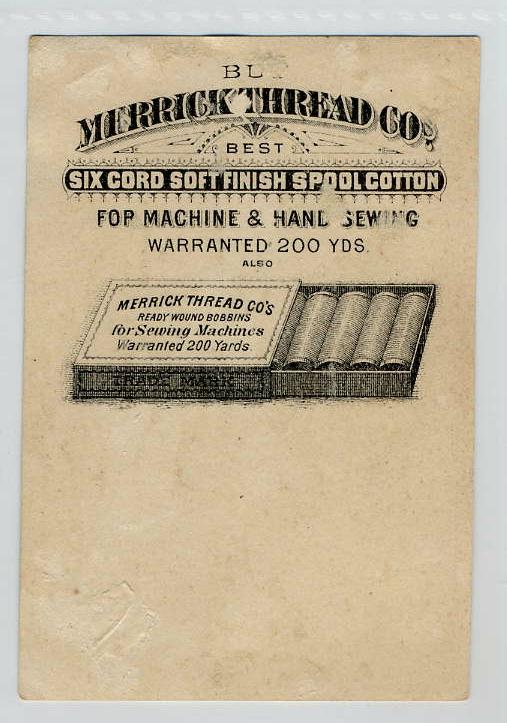 MERRICK THREAD CO'S
BEST
SIX CORD SOFT FINISH SPOOL COTTON
FOR MACHINE & HAND SEWING
WARRANTED 200 YDS.
ALSO
MERRICK THREAD CO'S
READY WOUND BOBBINS
for Sewing Machines
Warranted 200 Yards
TRADE MARK